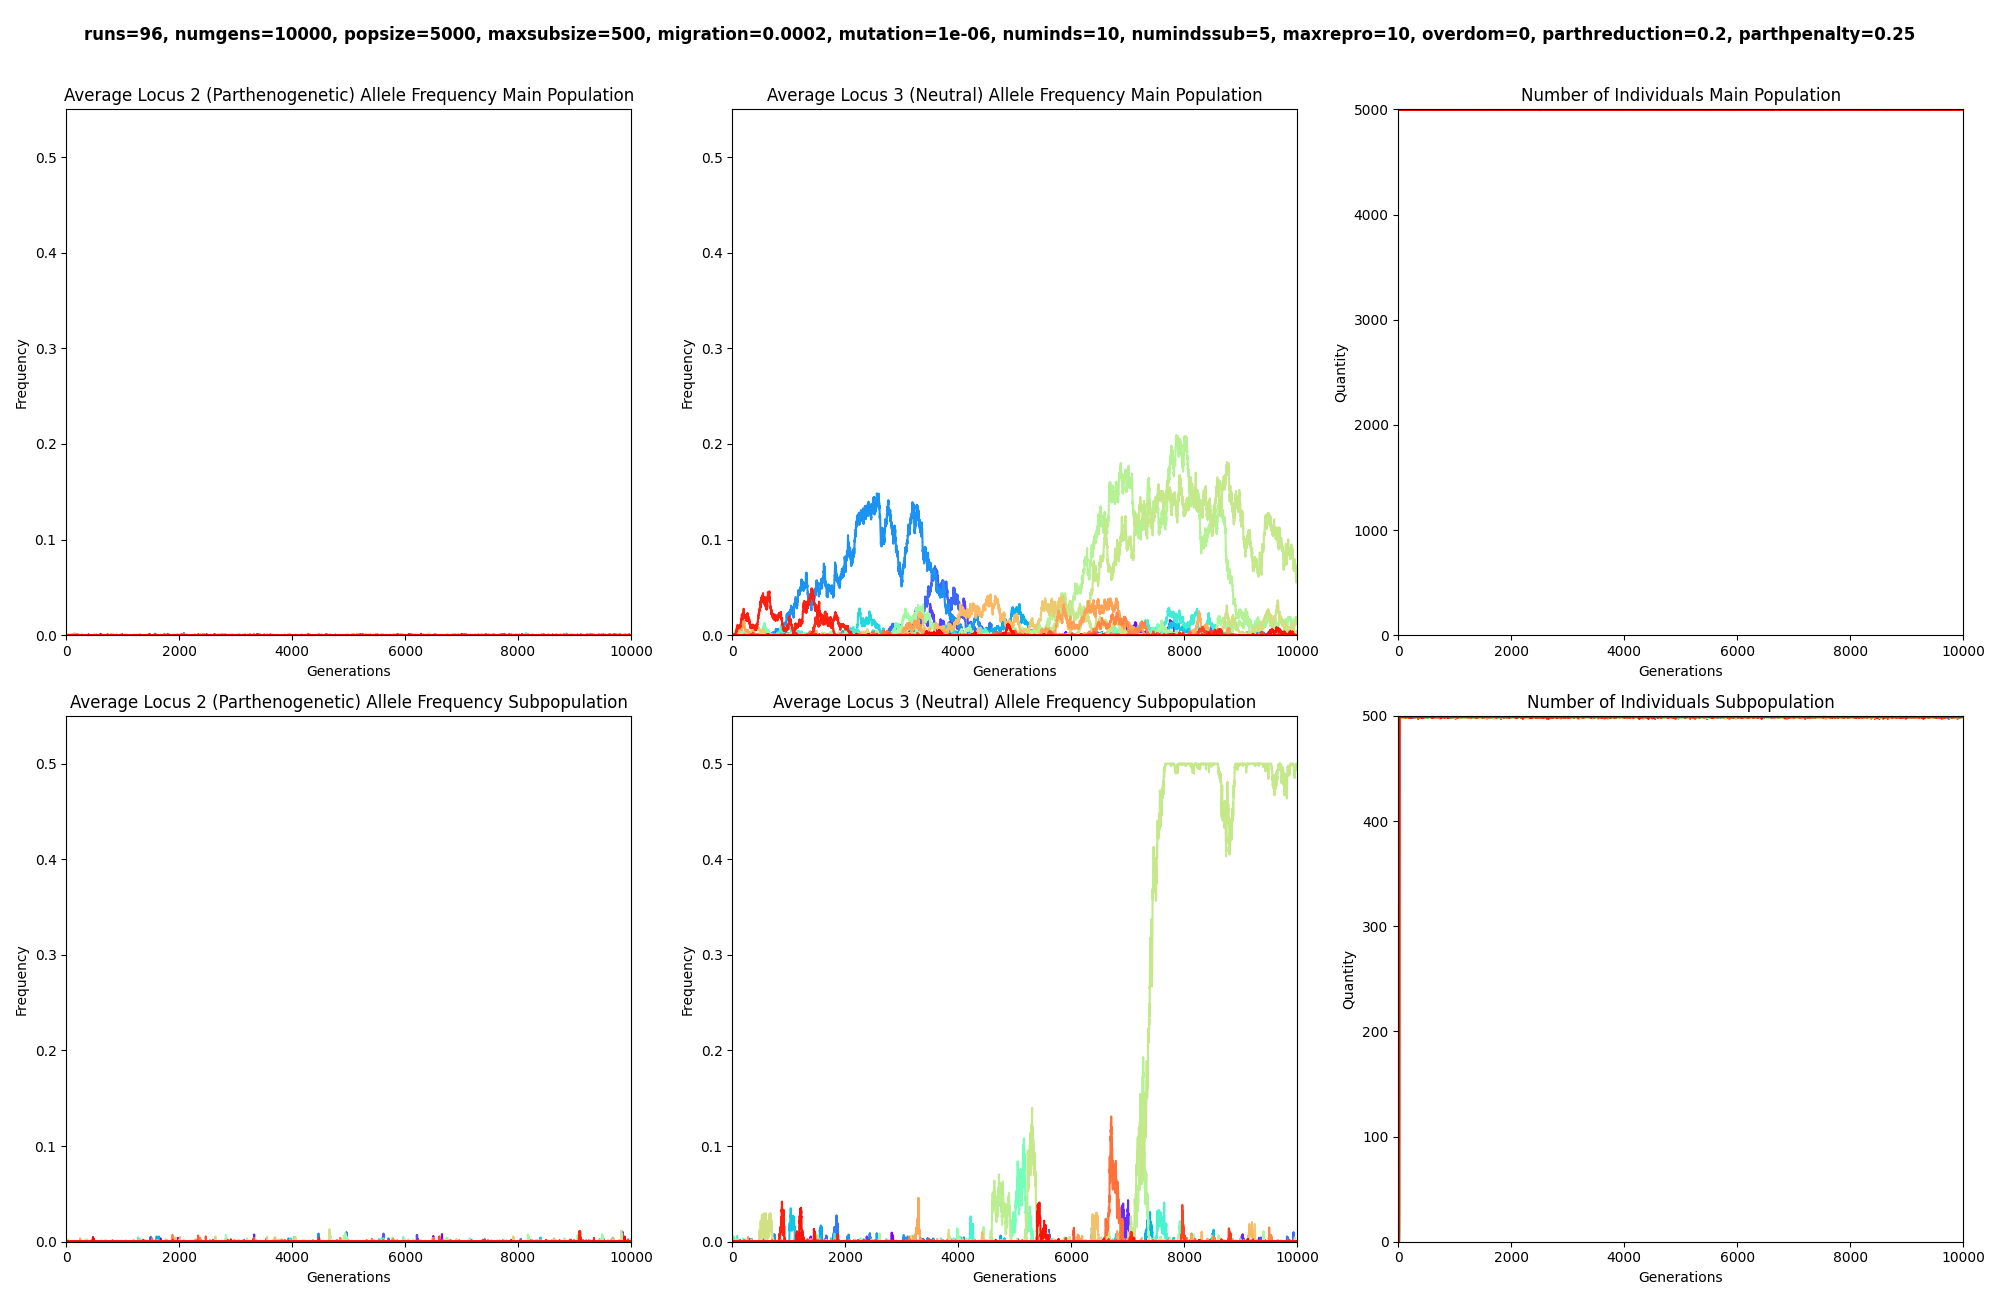 runs=96, numgens=10000, popsize=5000, maxsubsize=500, migration=0.0002, mutation=1e-06, numinds=10, numindssub=5, maxrepro=10, overdom=0, parthreduction=0.2, parthpenalty=0.25
Average Locus 2 (Parthenogenetic) Allele Frequency Main Population
Frequency
0.5
0.4
0.3
0.2
0.1
0.0
0 2000 4000 6000 8000 10000
Generations
Average Locus 3 (Neutral) Allele Frequency Main Population
Frequency
0.5
0.4
0.3
0.2
0.1
0.0
0 2000 4000 6000 8000 10000
Generations
Number of Individuals Main Population
Quantity
5000
4000
3000
2000
1000
0
0 2000 4000 6000 8000 10000
Generations
Average Locus 2 (Parthenogenetic) Allele Frequency Subpopulation
Frequency
0.5
0.4
0.3
0.2
0.1
0.0
0 2000 4000 6000 8000 10000
Generations
Average Locus 3 (Neutral) Allele Frequency Subpopulation
Frequency
0.5
0.4
0.3
0.2
0.1
0.0
0 2000 4000 6000 8000 10000
Generations
Number of Individuals Subpopulation
Quantity
500
400
300
200
100
0
0 2000 4000 6000 8000 10000
Generations